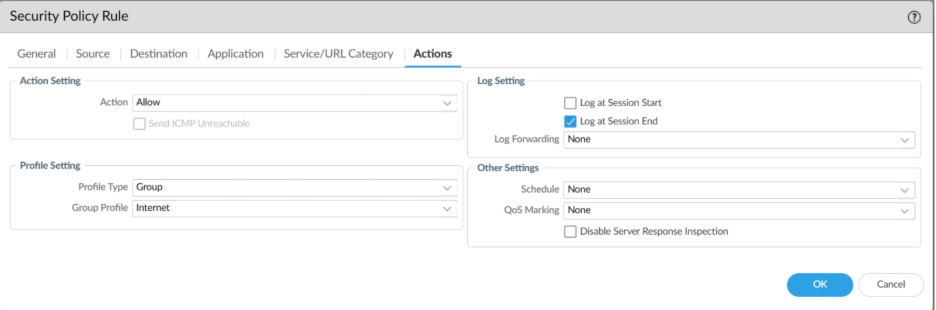 Security Policy Rule
General Source Destination Application Service/URL Category Actions
Action Setting
Action Allow
Send ICMP Unreachable
Profile Setting
Profile Type Group
Group Profile Internet
Log Setting
Log at Session Start
Log at Session End
Log Forwarding None
Other Settings
Schedule None
QoS Marking None
Disable Server Response Inspection
OK Cancel